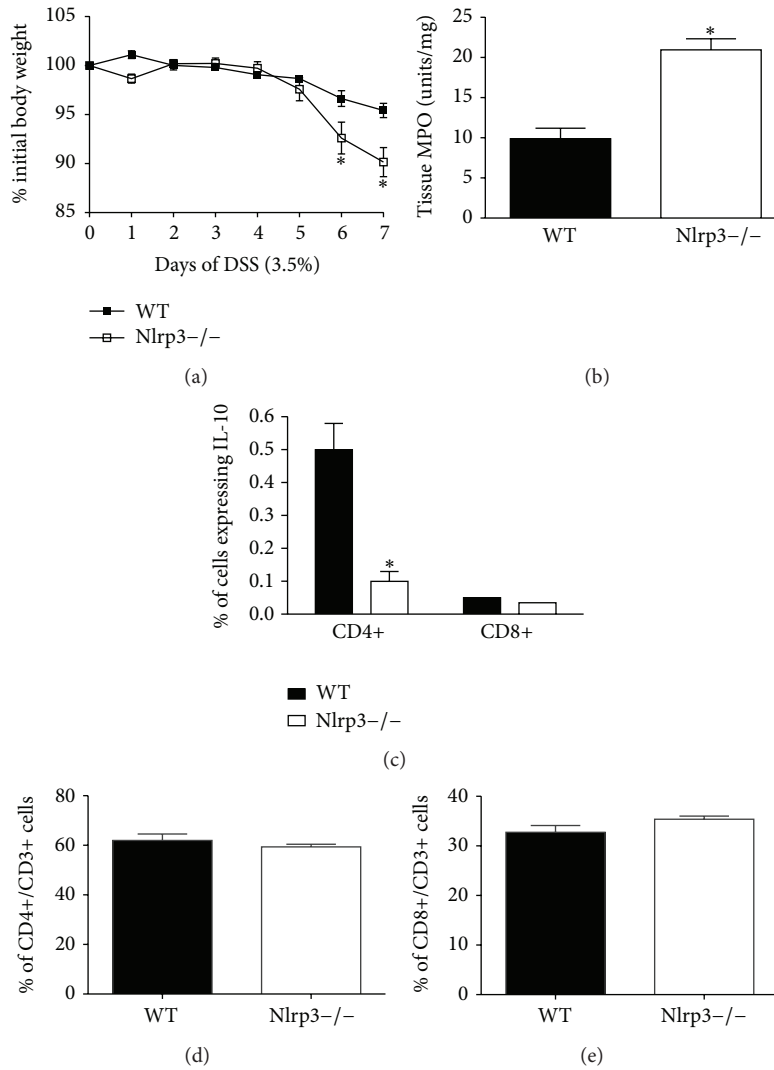 105
100
95
90
85
% initial body weight
0 1 2 3 4 5 6 7
* *
Days of DSS (3.5%)
WT
Nlrp3−/−
(a)
25
20
15
10
5
0
Tissue MPO (units/mg)
*
WT Nlrp3−/−
(b)
0.6
0.5
0.4
0.3
0.2
0.1
0.0
% of cells expressing IL-10
*
CD4+ CD8+
WT
Nlrp3−/−
(c)
80
60
40
20
0
% of CD4+/CD3+ cells
WT Nlrp3−/−
(d)
40
30
20
10
0
% of CD8+/CD3+ cells
WT Nlrp3−/−
(e)